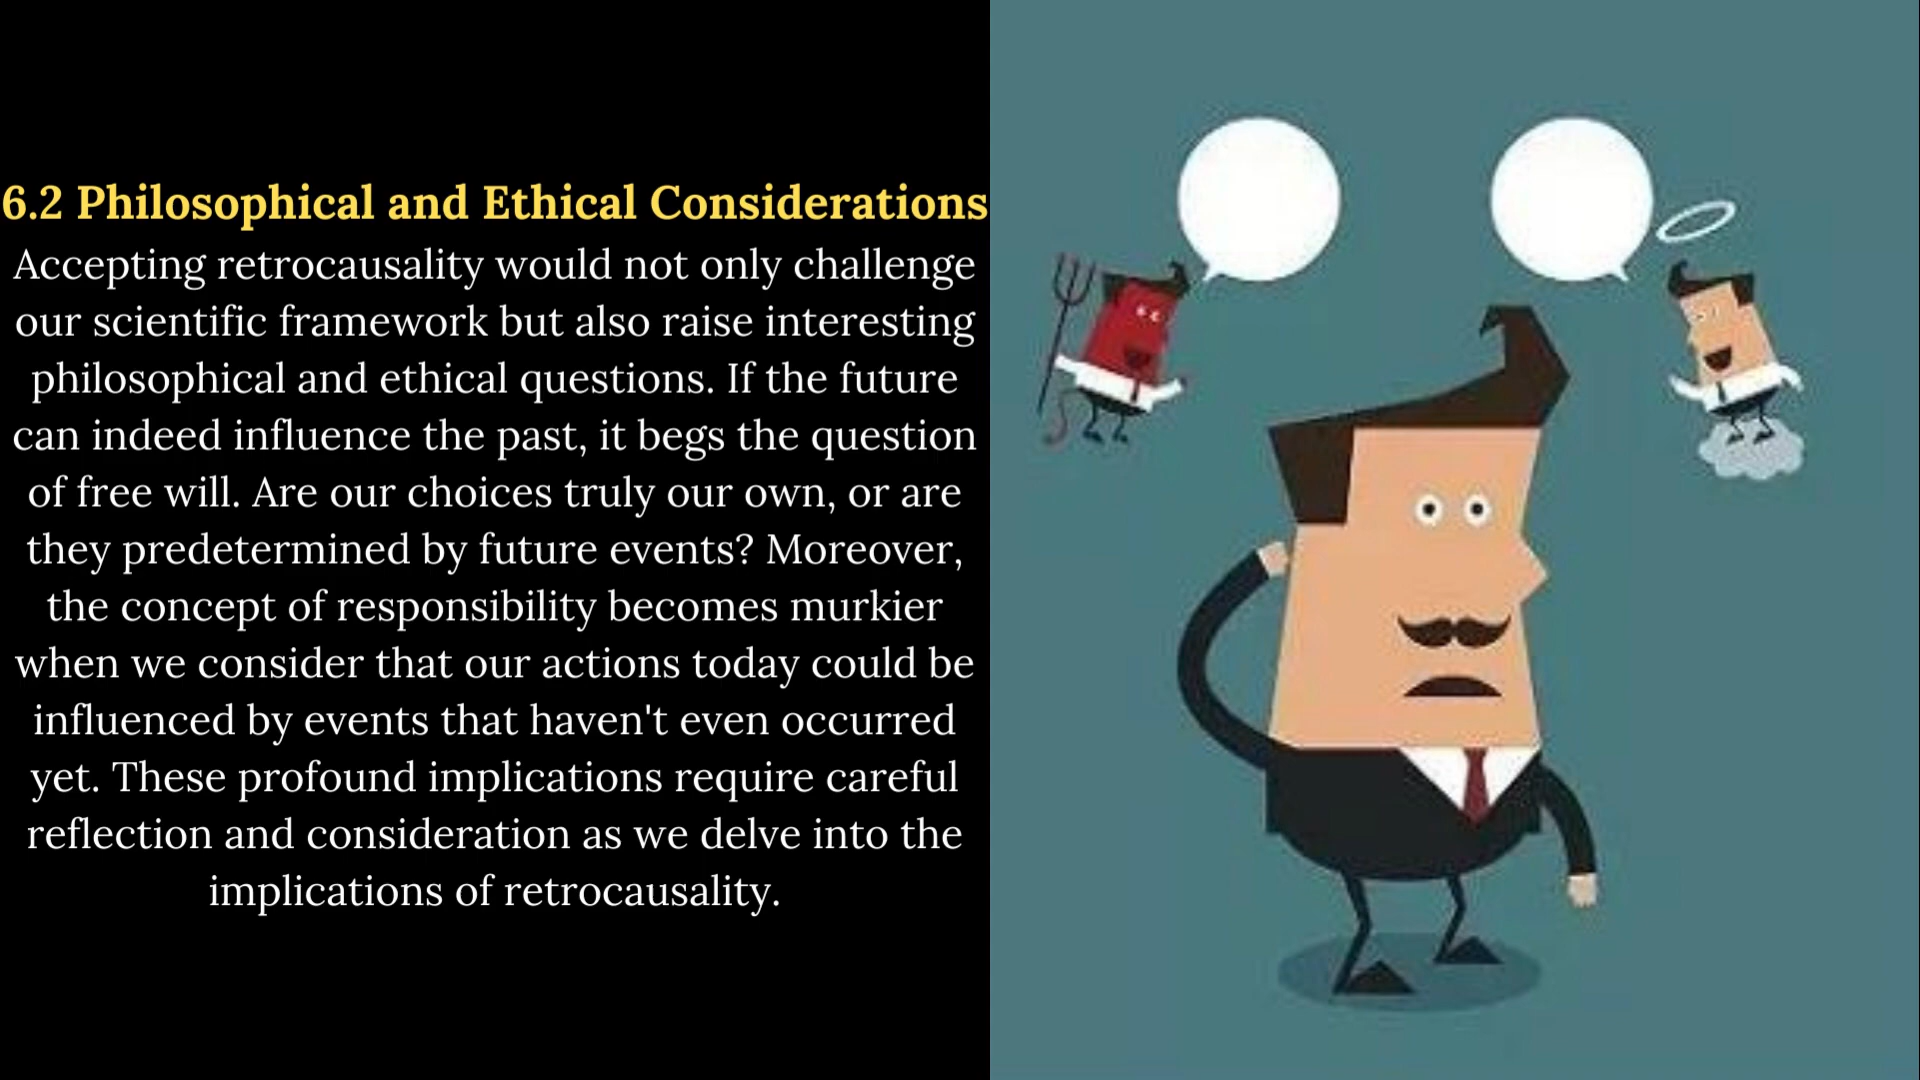 6.2 Philosophical and Ethical Considerations
Accepting retrocausality would not only challenge
our scientific framework but also raise interesting
philosophical and ethical questions. If the future
can indeed influence the past, it begs the question
of free will. Are our choices truly our own, or are
they predetermined by future events? Moreover,
the concept of responsibility becomes murkier
when we consider that our actions today could be
influenced by events that haven't even occurred
yet. These profound implications require careful
reflection and consideration as we delve into the
implications of retrocausality.